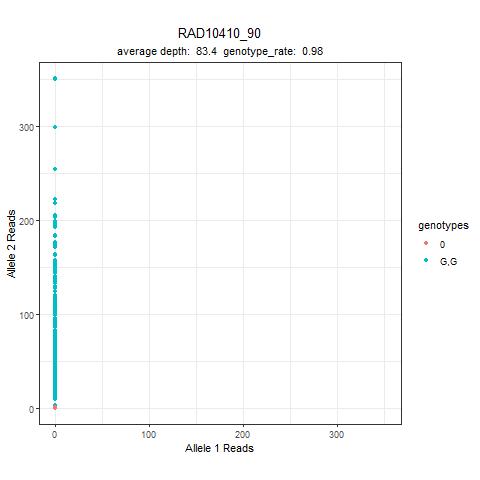 RAD10410_90
average depth:  83.4  genotype_rate:  0.98
300
200
100
0
Allele 2 Reads
0 100 200 300
Allele 1 Reads
genotypes
0
G,G